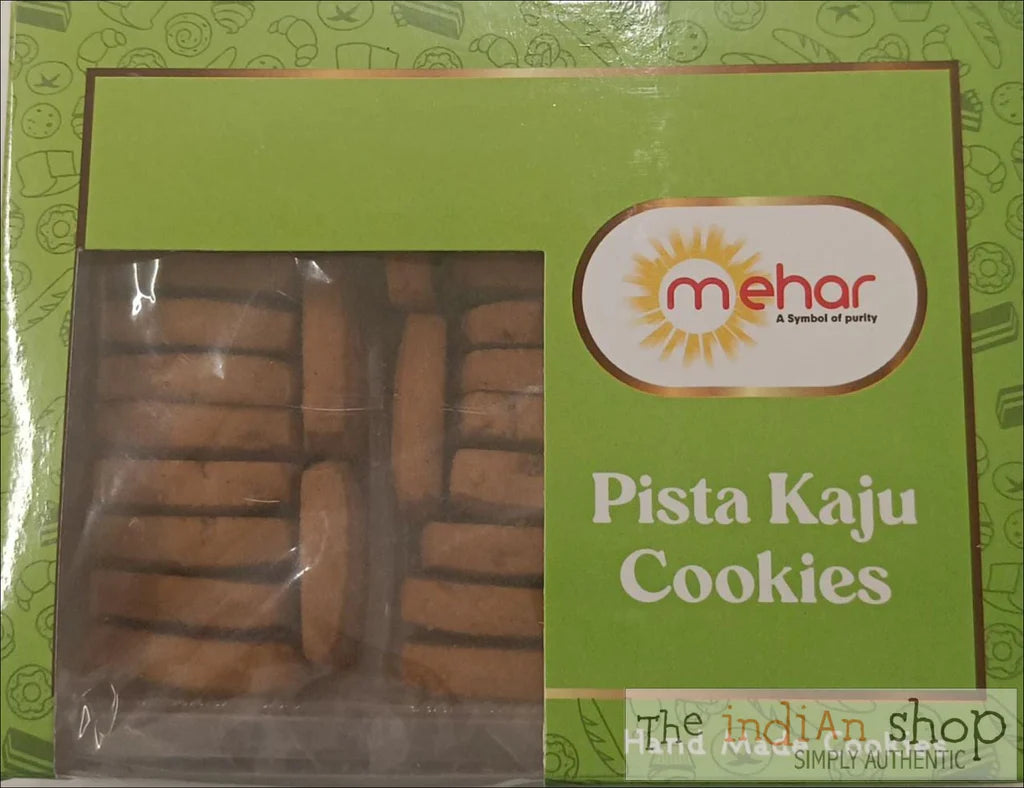 mehar
A Symbol of purity
Pista Kaju
Cookies
Hand Made Cookies
The indiAn shop
SIMPLY AUTHENTIC